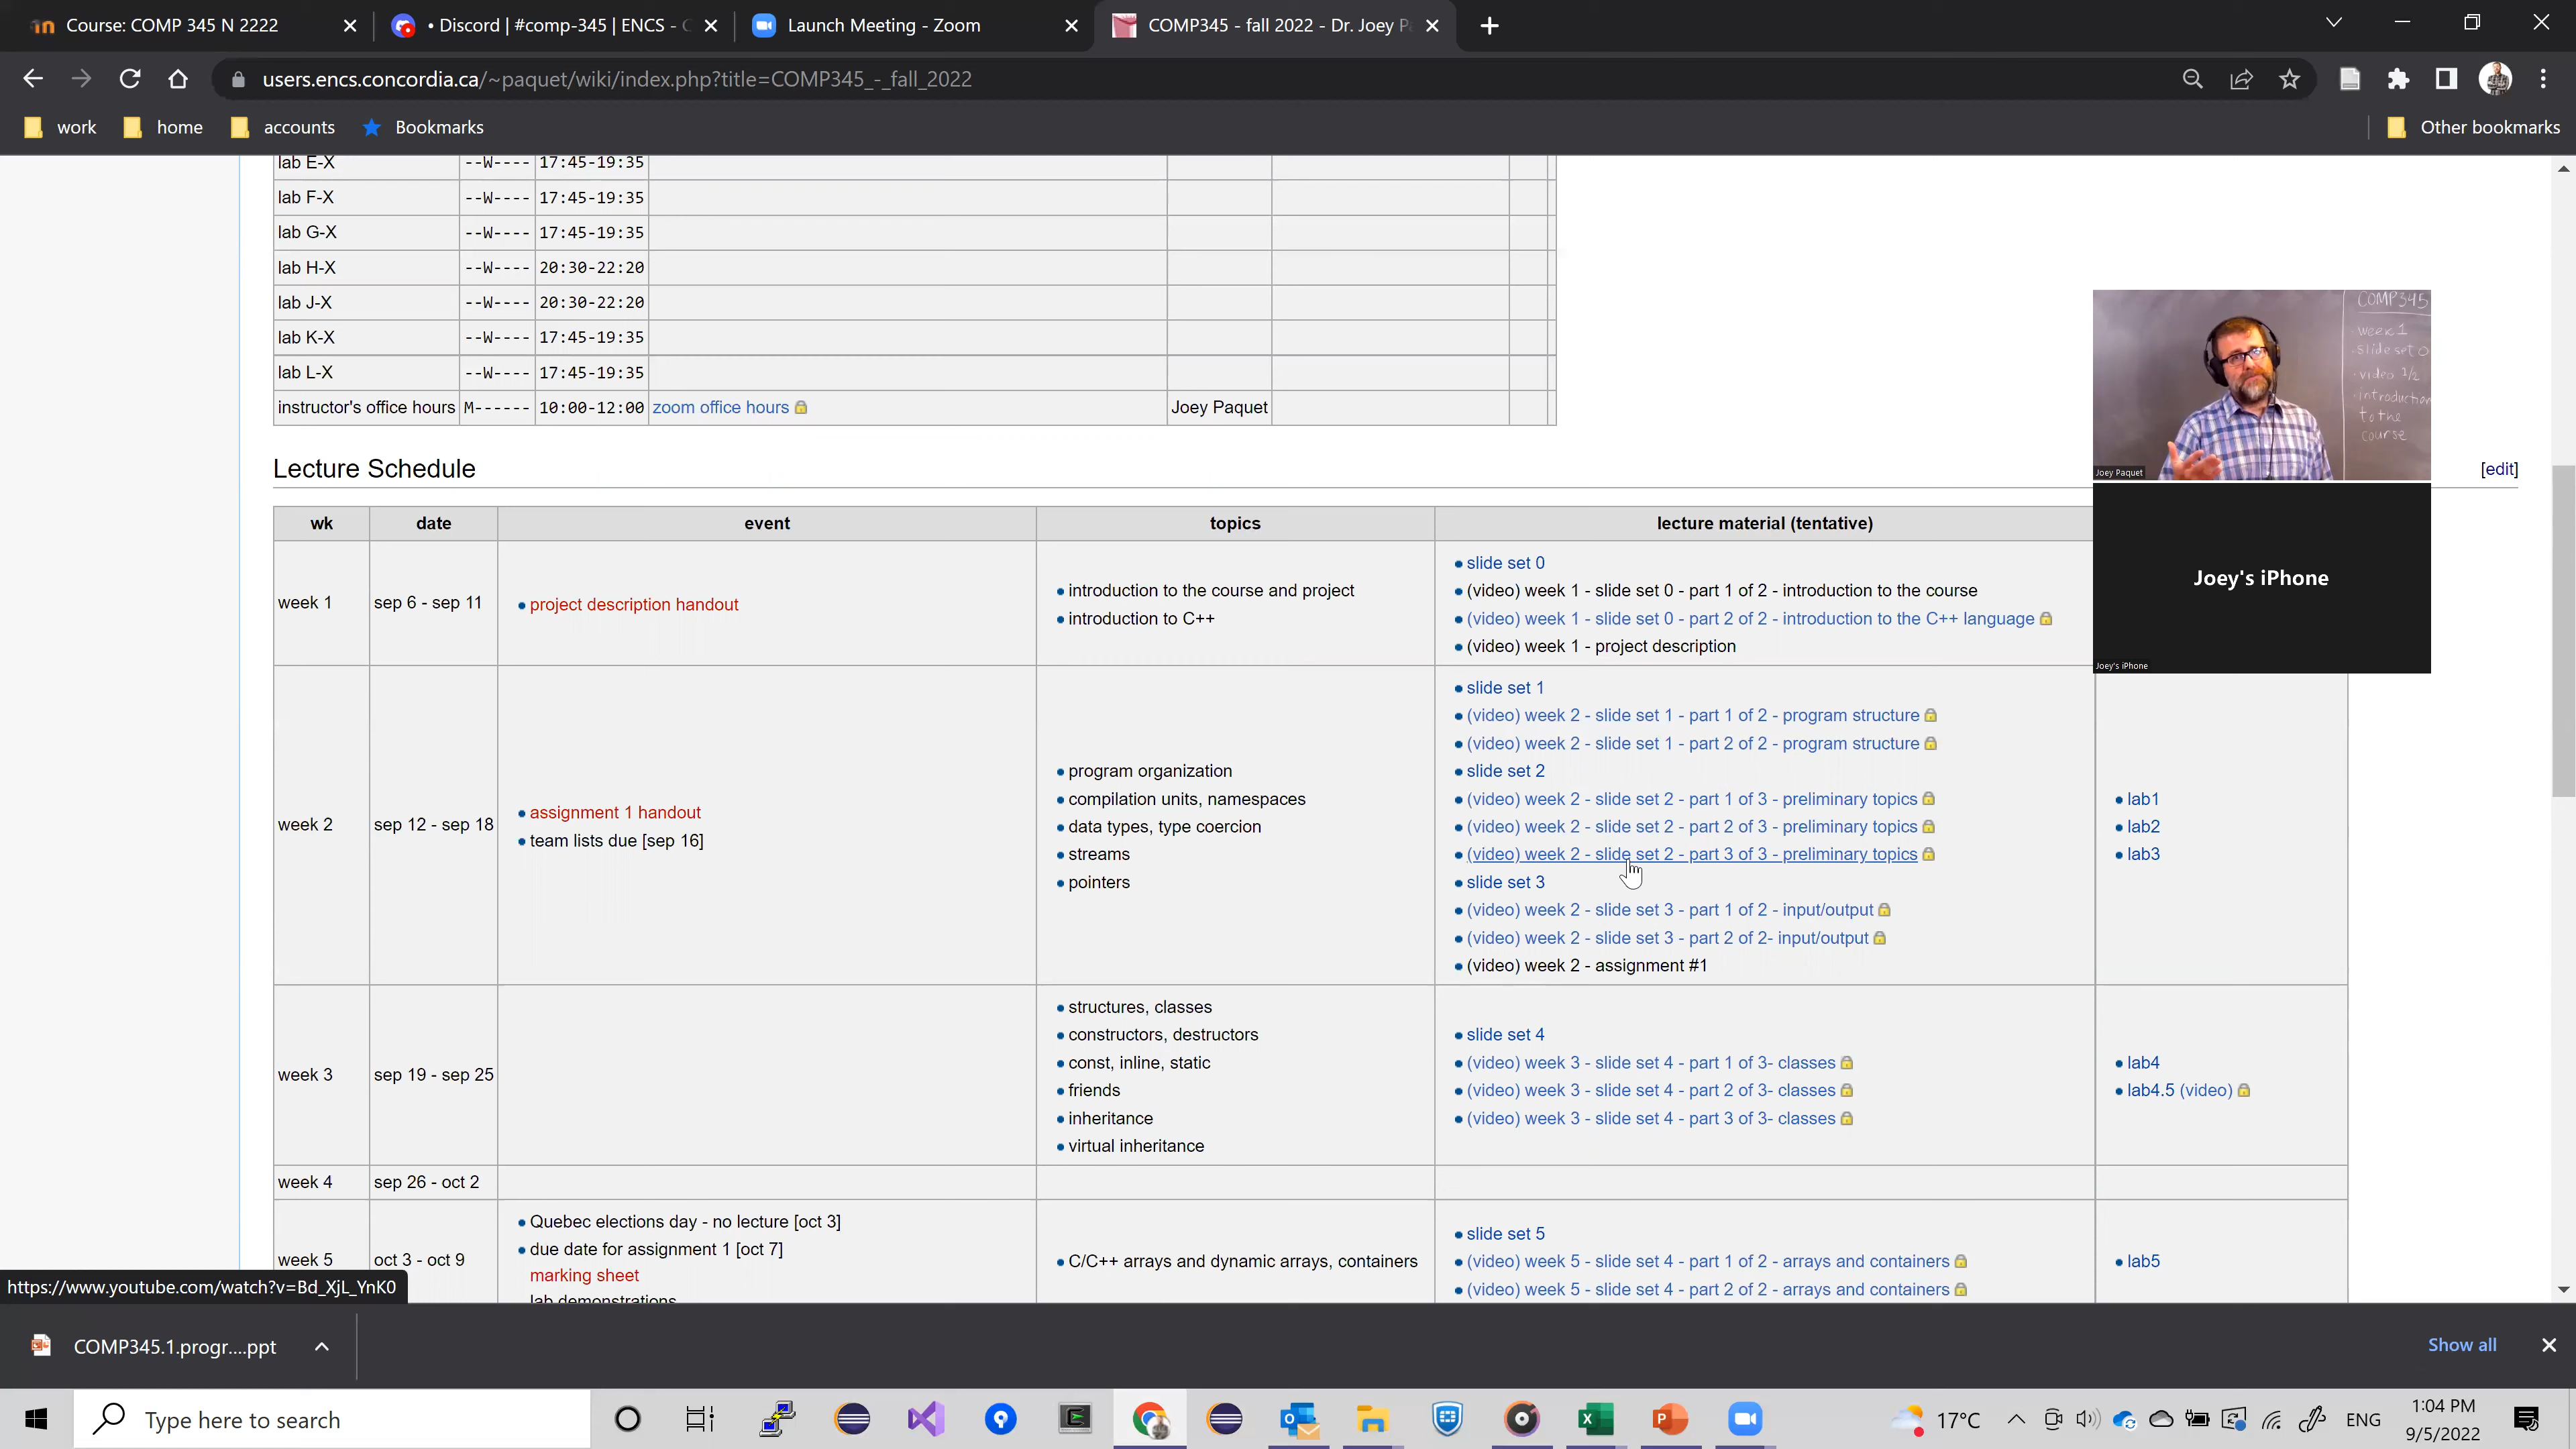 Course: COMP 345 N 2222
• Discord | #comp-345 | ENCS - C
Launch Meeting - Zoom
COMP345 - fall 2022 - Dr. Joey P
users.encs.concordia.ca/~paquet/wiki/index.php?title=COMP345_-_fall_2022
work
home
accounts
Bookmarks
Other bookmarks
lab E-X --W---- 17:45-19:35
lab F-X --W---- 17:45-19:35
lab G-X --W---- 17:45-19:35
lab H-X --W---- 20:30-22:20
lab J-X --W---- 20:30-22:20
lab K-X --W---- 17:45-19:35
lab L-X --W---- 17:45-19:35
instructor's office hours M------ 10:00-12:00 zoom office hours Joey Paquet
COMP345
week 1
slide set 0
video 1/2
introduction
to the
course
Joey Paquet
Joey's iPhone
Joey's iPhone
Lecture Schedule
[edit]
wk date event topics lecture material (tentative)
week 1
sep 6 - sep 11
project description handout
introduction to the course and project
introduction to C++
slide set 0
(video) week 1 - slide set 0 - part 1 of 2 - introduction to the course
(video) week 1 - slide set 0 - part 2 of 2 - introduction to the C++ language
(video) week 1 - project description
week 2
sep 12 - sep 18
assignment 1 handout
team lists due [sep 16]
program organization
compilation units, namespaces
data types, type coercion
streams
pointers
slide set 1
(video) week 2 - slide set 1 - part 1 of 2 - program structure
(video) week 2 - slide set 1 - part 2 of 2 - program structure
slide set 2
(video) week 2 - slide set 2 - part 1 of 3 - preliminary topics
(video) week 2 - slide set 2 - part 2 of 3 - preliminary topics
(video) week 2 - slide set 2 - part 3 of 3 - preliminary topics
slide set 3
(video) week 2 - slide set 3 - part 1 of 2 - input/output
(video) week 2 - slide set 3 - part 2 of 2- input/output
(video) week 2 - assignment #1
lab1
lab2
lab3
week 3
sep 19 - sep 25
structures, classes
constructors, destructors
const, inline, static
friends
inheritance
virtual inheritance
slide set 4
(video) week 3 - slide set 4 - part 1 of 3- classes
(video) week 3 - slide set 4 - part 2 of 3- classes
(video) week 3 - slide set 4 - part 3 of 3- classes
lab4
lab4.5 (video)
week 4
sep 26 - oct 2
week 5
oct 3 - oct 9
Quebec elections day - no lecture [oct 3]
due date for assignment 1 [oct 7]
marking sheet
lab demonstrations
C/C++ arrays and dynamic arrays, containers
slide set 5
(video) week 5 - slide set 4 - part 1 of 2 - arrays and containers
(video) week 5 - slide set 4 - part 2 of 2 - arrays and containers
lab5
https://www.youtube.com/watch?v=Bd_XjL_YnK0
COMP345.1.progr....ppt
Show all
Type here to search
17°C
ENG
1:04 PM
9/5/2022